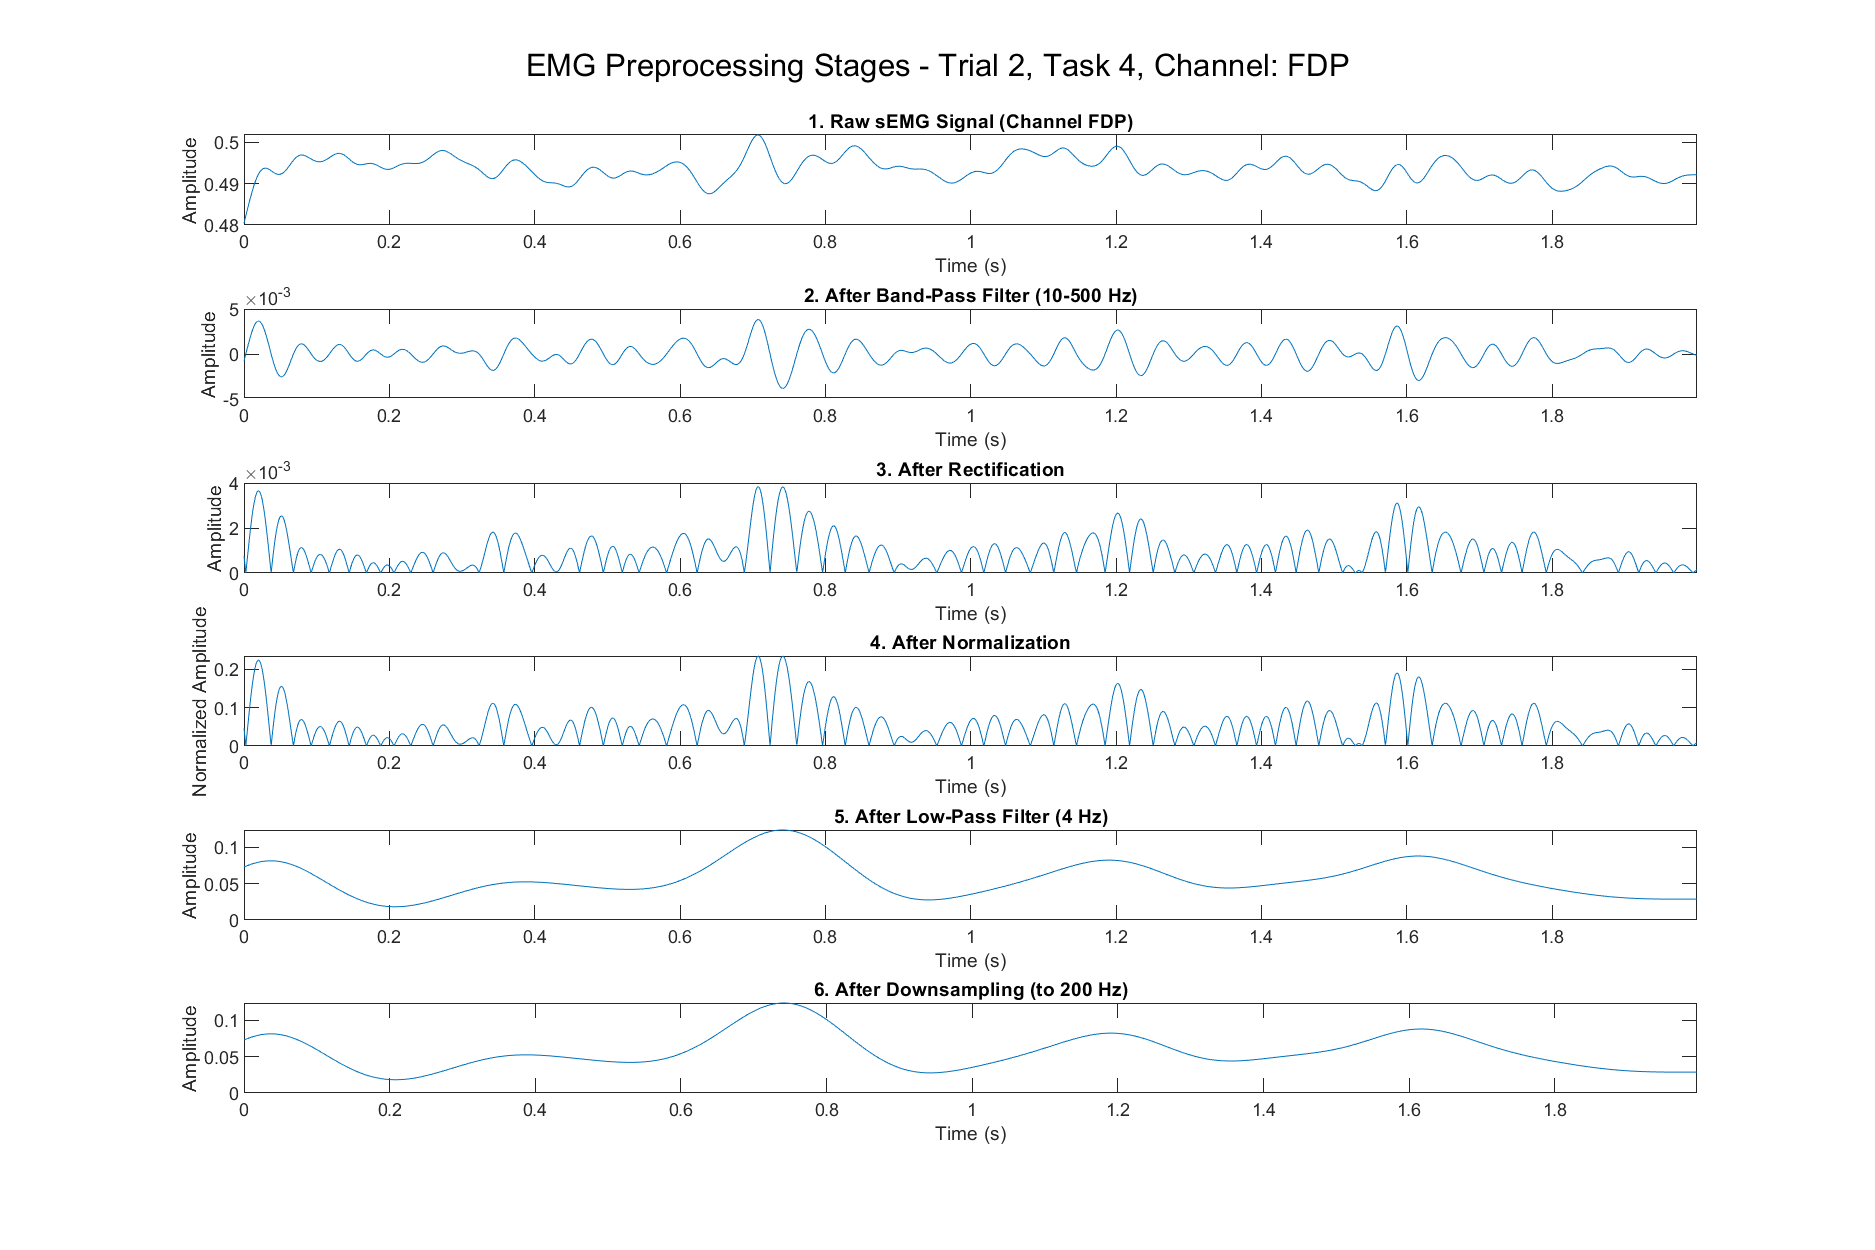 EMG Preprocessing Stages - Trial 2, Task 4, Channel: FDP
1. Raw sEMG Signal (Channel FDP)
Amplitude
0.5
0.49
0.48
0 0.2 0.4 0.6 0.8 1 1.2 1.4 1.6 1.8
Time (s)
2. After Band-Pass Filter (10-500 Hz)
×10-3
Amplitude
5
0
-5
0 0.2 0.4 0.6 0.8 1 1.2 1.4 1.6 1.8
Time (s)
3. After Rectification
×10-3
Amplitude
4
2
0
0 0.2 0.4 0.6 0.8 1 1.2 1.4 1.6 1.8
Time (s)
4. After Normalization
Normalized Amplitude
0.2
0.1
0
0 0.2 0.4 0.6 0.8 1 1.2 1.4 1.6 1.8
Time (s)
5. After Low-Pass Filter (4 Hz)
Amplitude
0.1
0.05
0
0 0.2 0.4 0.6 0.8 1 1.2 1.4 1.6 1.8
Time (s)
6. After Downsampling (to 200 Hz)
Amplitude
0.1
0.05
0
0 0.2 0.4 0.6 0.8 1 1.2 1.4 1.6 1.8
Time (s)